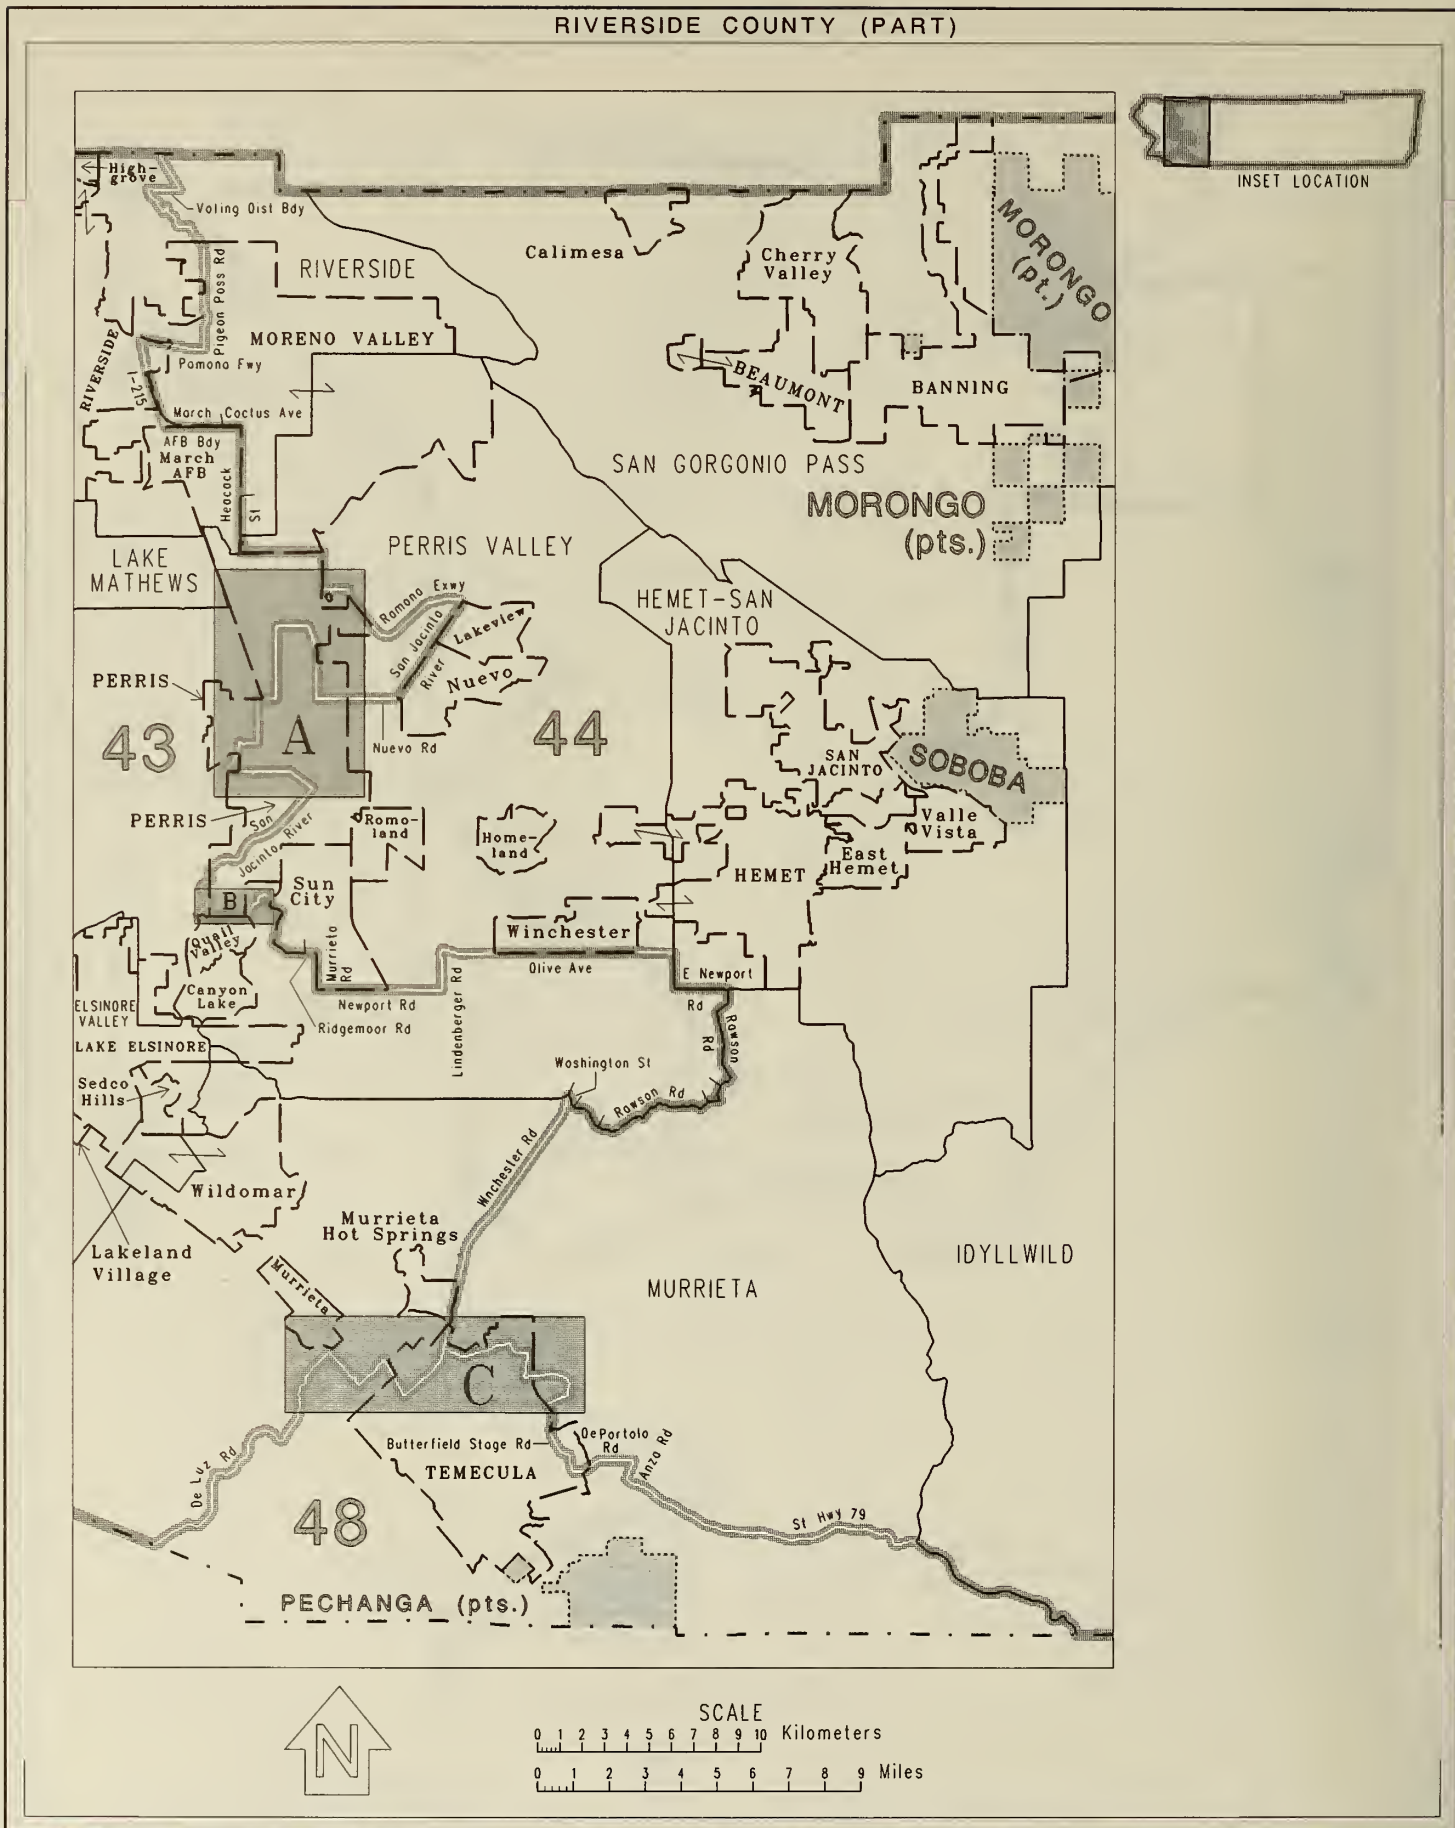 RIVERSIDE COUNTY (PART)
INSET LOCATION
High-
grove
Voting Dist Bdy
Pigeon Pass Rd
RIVERSIDE
Calimesa
Cherry
Valley
MORONGO
(pt.)
RIVERSIDE
MORENO VALLEY
Pomona Fwy
I-215
BEAUMONT
BANNING
March
Cactus Ave
AFB Bdy
March
AFB
Heacock
St
SAN GORGONIO PASS
MORONGO
(pts.)
LAKE
MATHEWS
PERRIS VALLEY
HEMET-SAN
JACINTO
Ramona Exwy
San Jacinto
River
Lakeview
Nuevo
PERRIS
43
A
Nuevo Rd
44
SAN
JACINTO
SOBOBA
PERRIS
San
Jacinto River
Romo-
land
Home-
land
Valle
Vista
East
Hemet
HEMET
B
Sun
City
Quail
Valley
Winchester
Murrieta
Rd
Olive Ave
E Newport
Rd
Canyon
Lake
Newport Rd
Ridgemoor Rd
Lindenberger Rd
Rawson
Rd
ELSINORE
VALLEY
LAKE ELSINORE
Sedco
Hills
Washington St
Rawson Rd
Winchester Rd
Wildomar
Lakeland
Village
Murrieta
Hot Springs
Murrieta
MURRIETA
IDYLLWILD
C
De Luz Rd
Butterfield Stage Rd
DePortola
Rd
Anza Rd
TEMECULA
48
St Hwy 79
PECHANGA (pts.)
N
SCALE
0 1 2 3 4 5 6 7 8 9 10 Kilometers
0 1 2 3 4 5 6 7 8 9 Miles